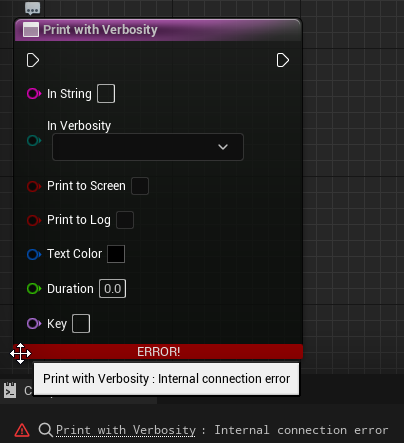 Print with Verbosity
In String
In Verbosity
Print to Screen
Print to Log
Text Color
Duration 0.0
Key
ERROR!
Print with Verbosity : Internal connection error
Print with Verbosity : Internal connection error